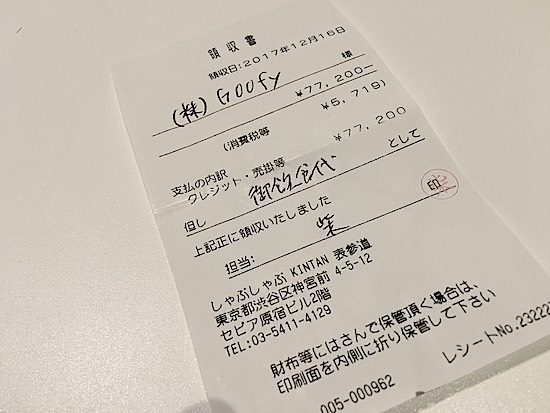 領収書
領収日:2017年12月16日
(株) Goofy 様
¥77,200-
(消費税等 ¥5,719)
支払の内訳
クレジット・売掛等 ¥77,200
但し 御飲食代 として
上記正に領収いたしました
印
担当:
しゃぶしゃぶ KINTAN 表参道
東京都渋谷区神宮前 4-5-12
セピア原宿ビル2階
TEL:03-5411-4129
財布等にはさんで保管頂く場合は、
印刷面を内側に折り保管して下さい
レシートNo.23222
005-000962